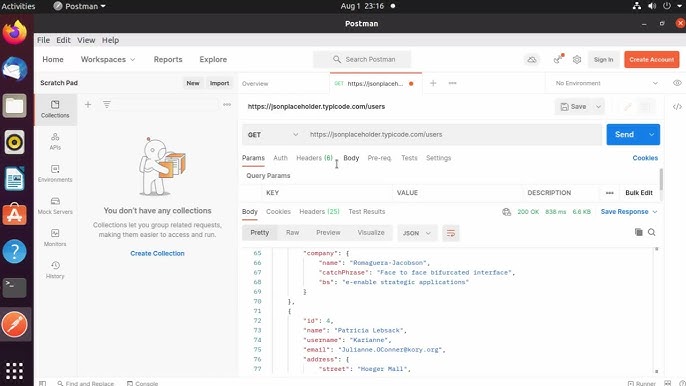 Activities Postman Aug 1 23:16
Postman
File Edit View Help
Home Workspaces Reports Explore Search Postman Sign In Create Account
Scratch Pad New Import Overview GET https://jsonplaceh... No Environment
Collections
APIs
Environments
Mock Servers
Monitors
History
You don't have any collections
Collections let you group related requests,
making them easier to access and run.
Create Collection
https://jsonplaceholder.typicode.com/users Save
GET https://jsonplaceholder.typicode.com/users Send
Params Auth Headers (6) Body Pre-req. Tests Settings Cookies
Query Params
KEY VALUE DESCRIPTION Bulk Edit
Body Cookies Headers (25) Test Results 200 OK 838 ms 6.6 KB Save Response
Pretty Raw Preview Visualize JSON
65 "company": {
66 "name": "Romaguera-Jacobson",
67 "catchPhrase": "Face to face bifurcated interface",
68 "bs": "e-enable strategic applications"
69 }
70 },
71 {
72 "id": 4,
73 "name": "Patricia Lebsack",
74 "username": "Karianne",
75 "email": "Julianne.OConner@kory.org",
76 "address": {
77 "street": "Hoeger Mall",
Find and Replace Console Runner Trash